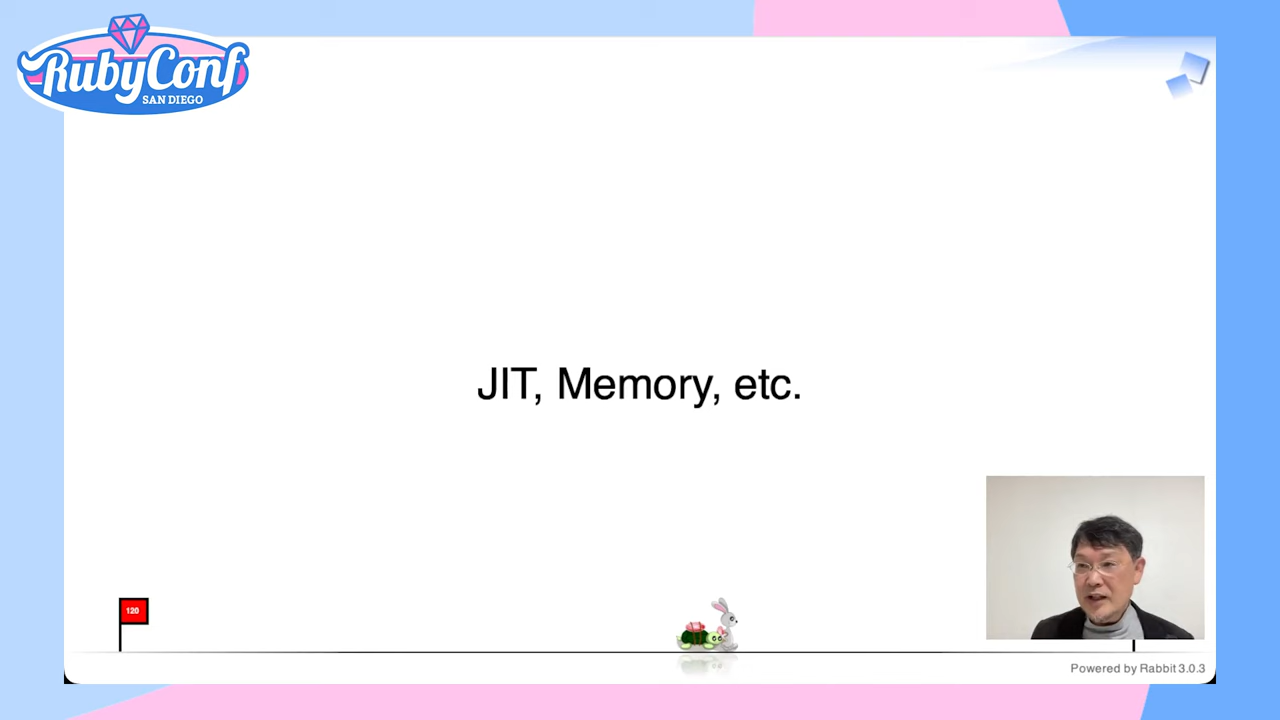 RubyConf
SAN DIEGO
JIT, Memory, etc.
120
Powered by Rabbit 3.0.3